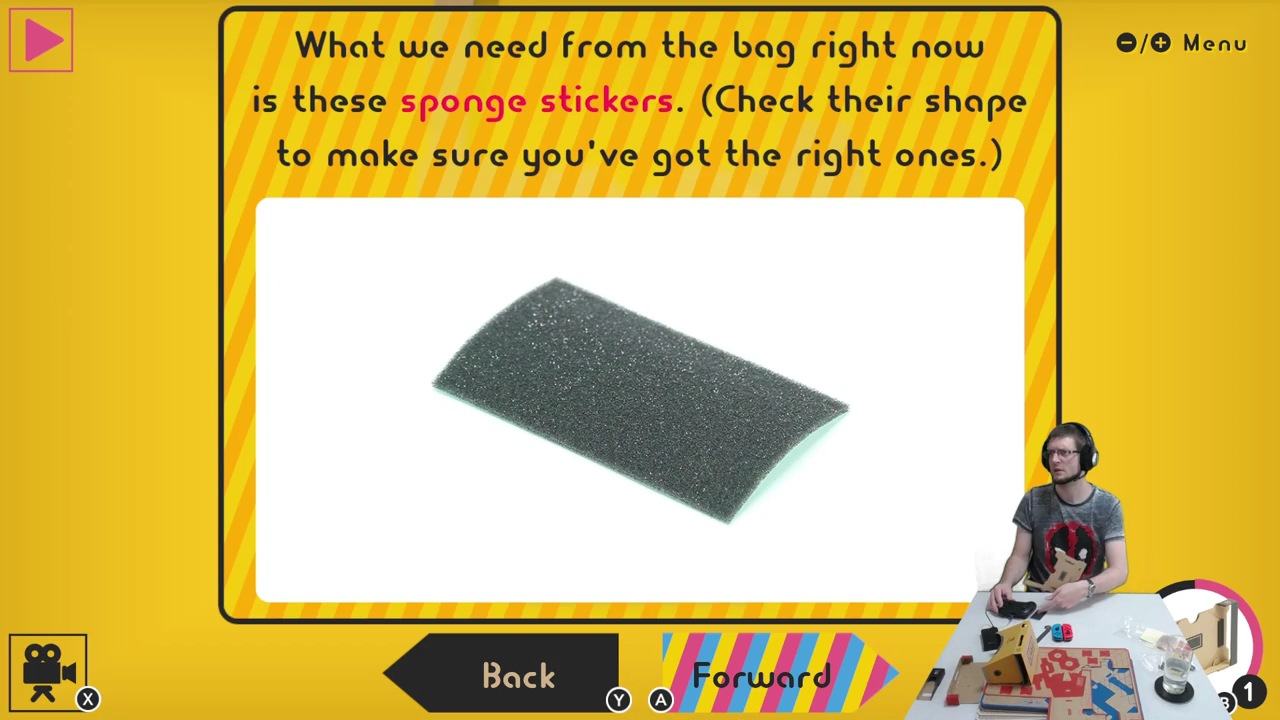 What we need from the bag right now
is these sponge stickers. (Check their shape
to make sure you've got the right ones.)
-/+ Menu
X
Back
Y
A
Forward
B
1